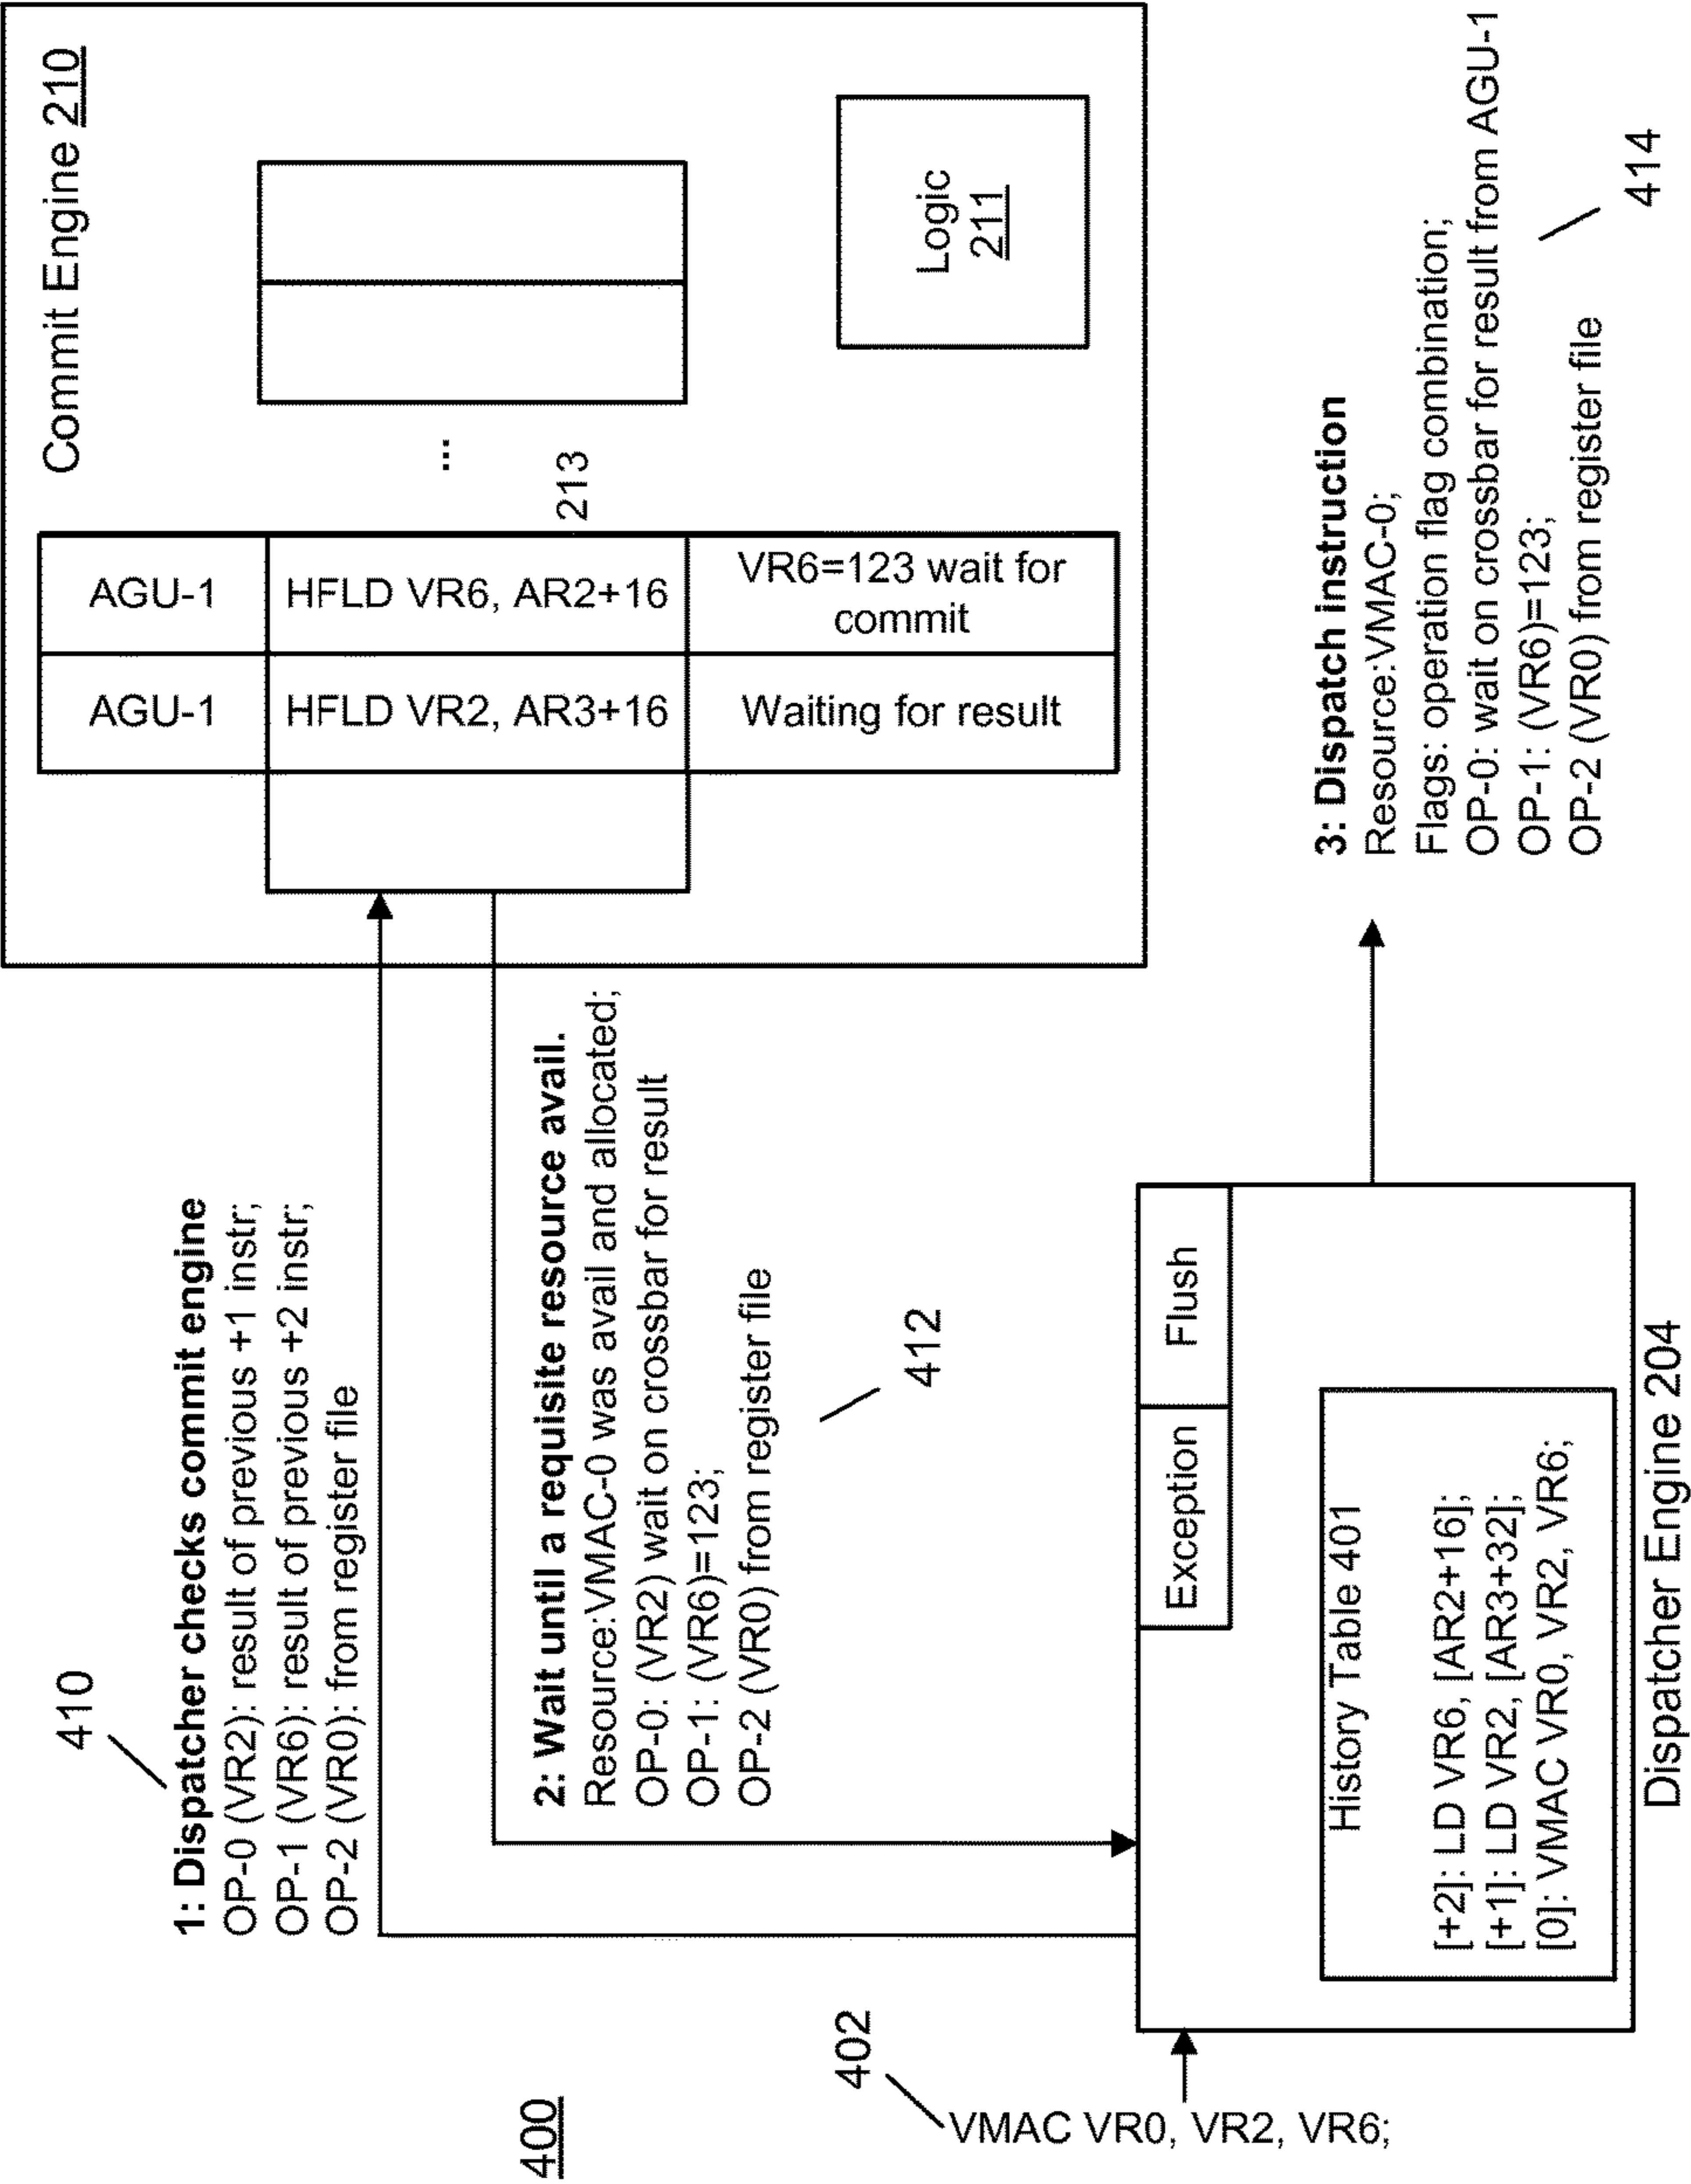 400
402
VMAC VR0, VR2, VR6;
410
1: Dispatcher checks commit engine
OP-0 (VR2): result of previous +1 instr;
OP-1 (VR6): result of previous +2 instr;
OP-2 (VR0): from register file
2: Wait until a requisite resource avail.
Resource:VMAC-0 was avail and allocated;
OP-0: (VR2) wait on crossbar for result
OP-1: (VR6)=123;
OP-2 (VR0) from register file
412
Exception
Flush
History Table 401
[+2]: LD VR6, [AR2+16];
[+1]: LD VR2, [AR3+32];
[0]: VMAC VR0, VR2, VR6;
Dispatcher Engine 204
Commit Engine 210
AGU-1
HFLD VR2, AR3+16
Waiting for result
AGU-1
HFLD VR6, AR2+16
VR6=123 wait for
commit
213
...
Logic
211
3: Dispatch instruction
Resource:VMAC-0;
Flags: operation flag combination;
OP-0: wait on crossbar for result from AGU-1
OP-1: (VR6)=123;
OP-2 (VR0) from register file
414